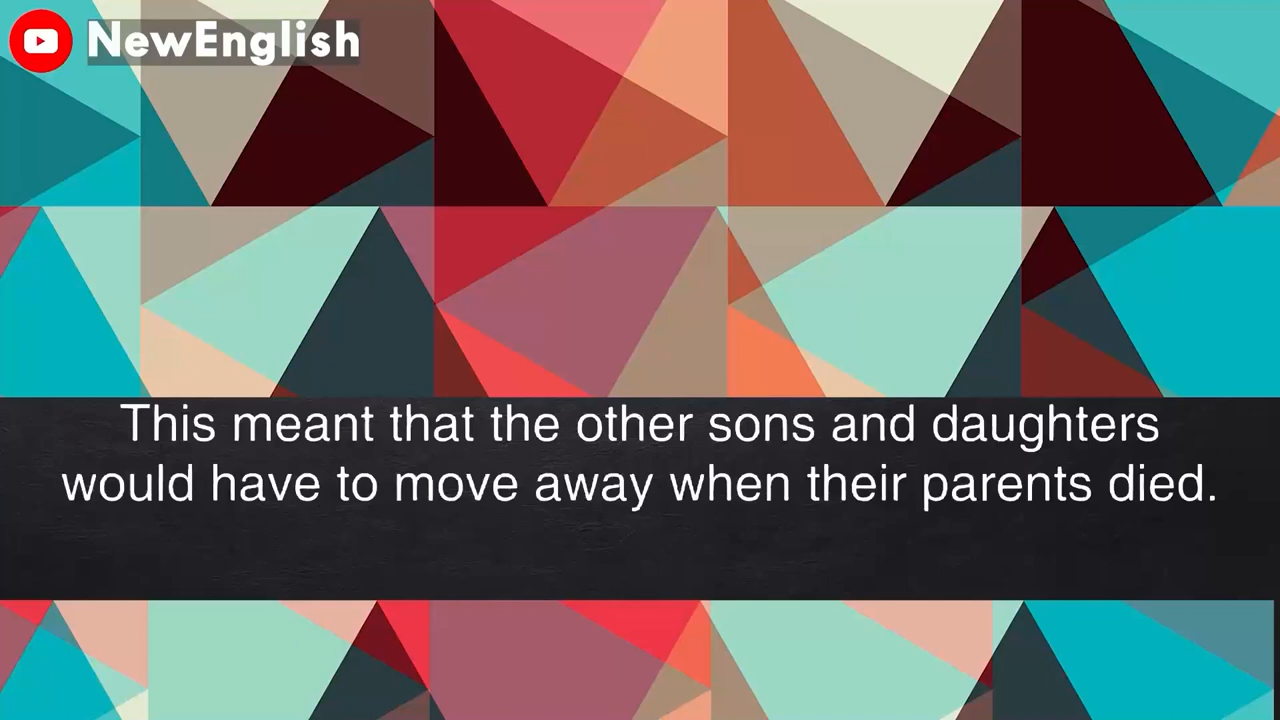 NewEnglish
This meant that the other sons and daughters
would have to move away when their parents died.